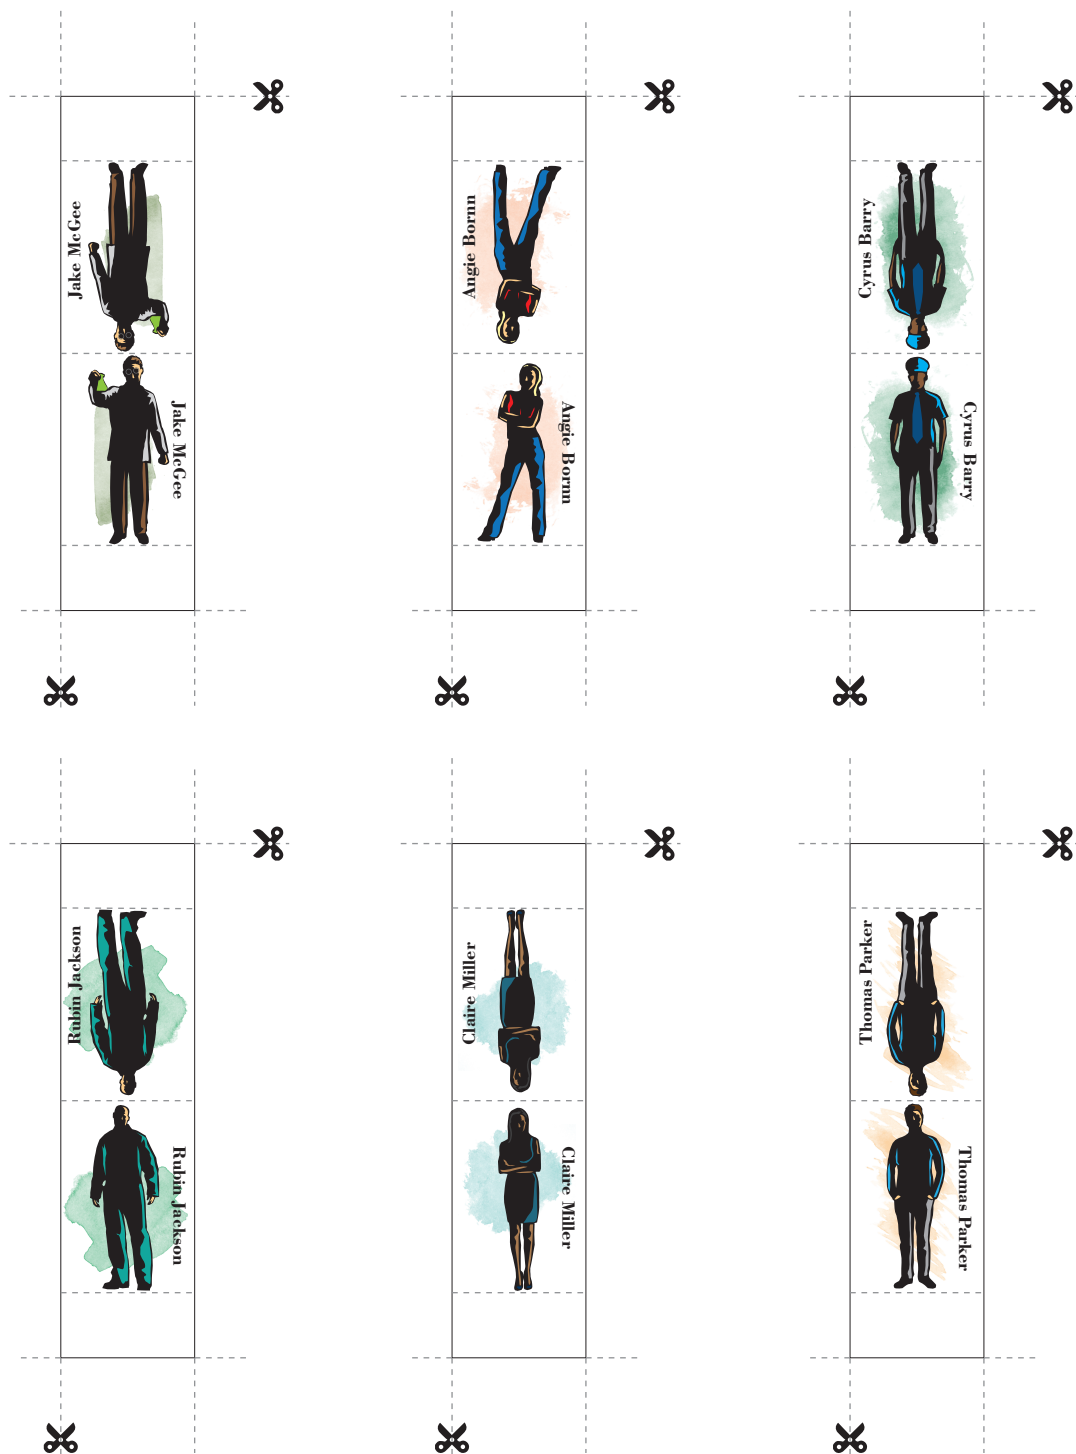 Jake McGee
Angie Bornn
Cyrus Barry
Jake McGee
Angie Bornn
Cyrus Barry
Rubin Jackson
Claire Miller
Thomas Parker
Rubin Jackson
Claire Miller
Thomas Parker